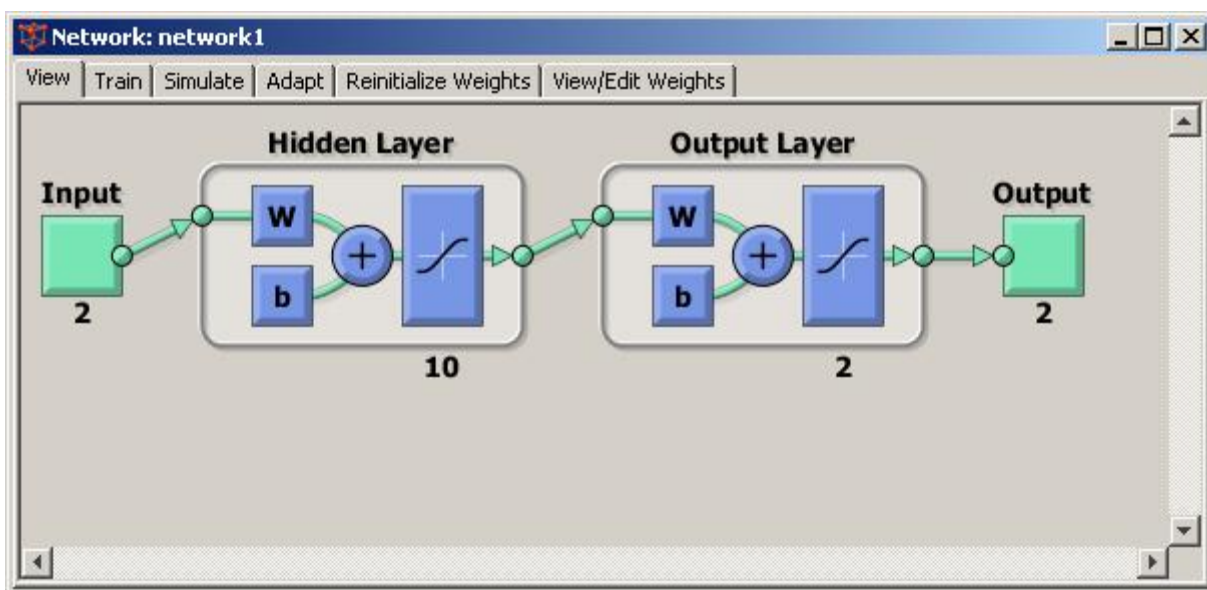 Network: network1
View Train Simulate Adapt Reinitialize Weights View/Edit Weights
Hidden Layer Output Layer
Input Output
W W
b b
2 2
10 2